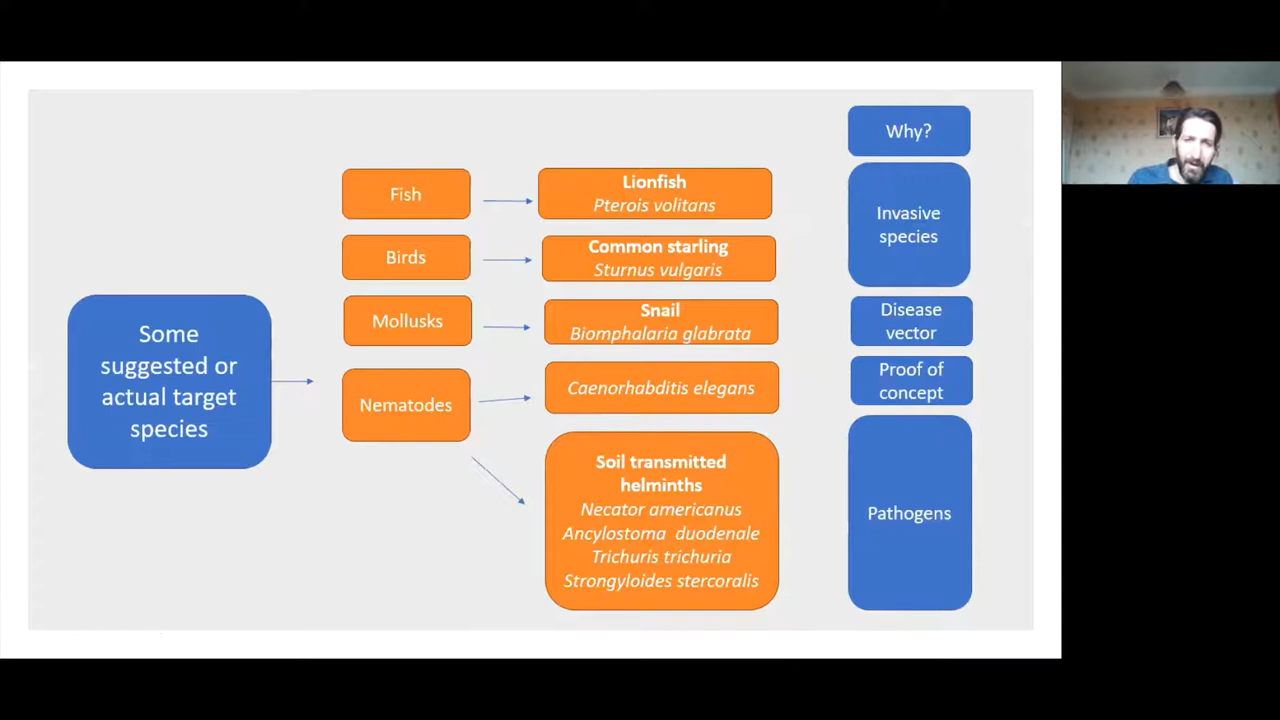 Why?
Fish
Lionfish
Pterois volitans
Invasive
species
Birds
Common starling
Sturnus vulgaris
Mollusks
Snail
Biomphalaria glabrata
Disease
vector
Some
suggested or
actual target
species
Nematodes
Caenorhabditis elegans
Proof of
concept
Soil transmitted
helminths
Necator americanus
Ancylostoma  duodenale
Trichuris trichuria
Strongyloides stercoralis
Pathogens